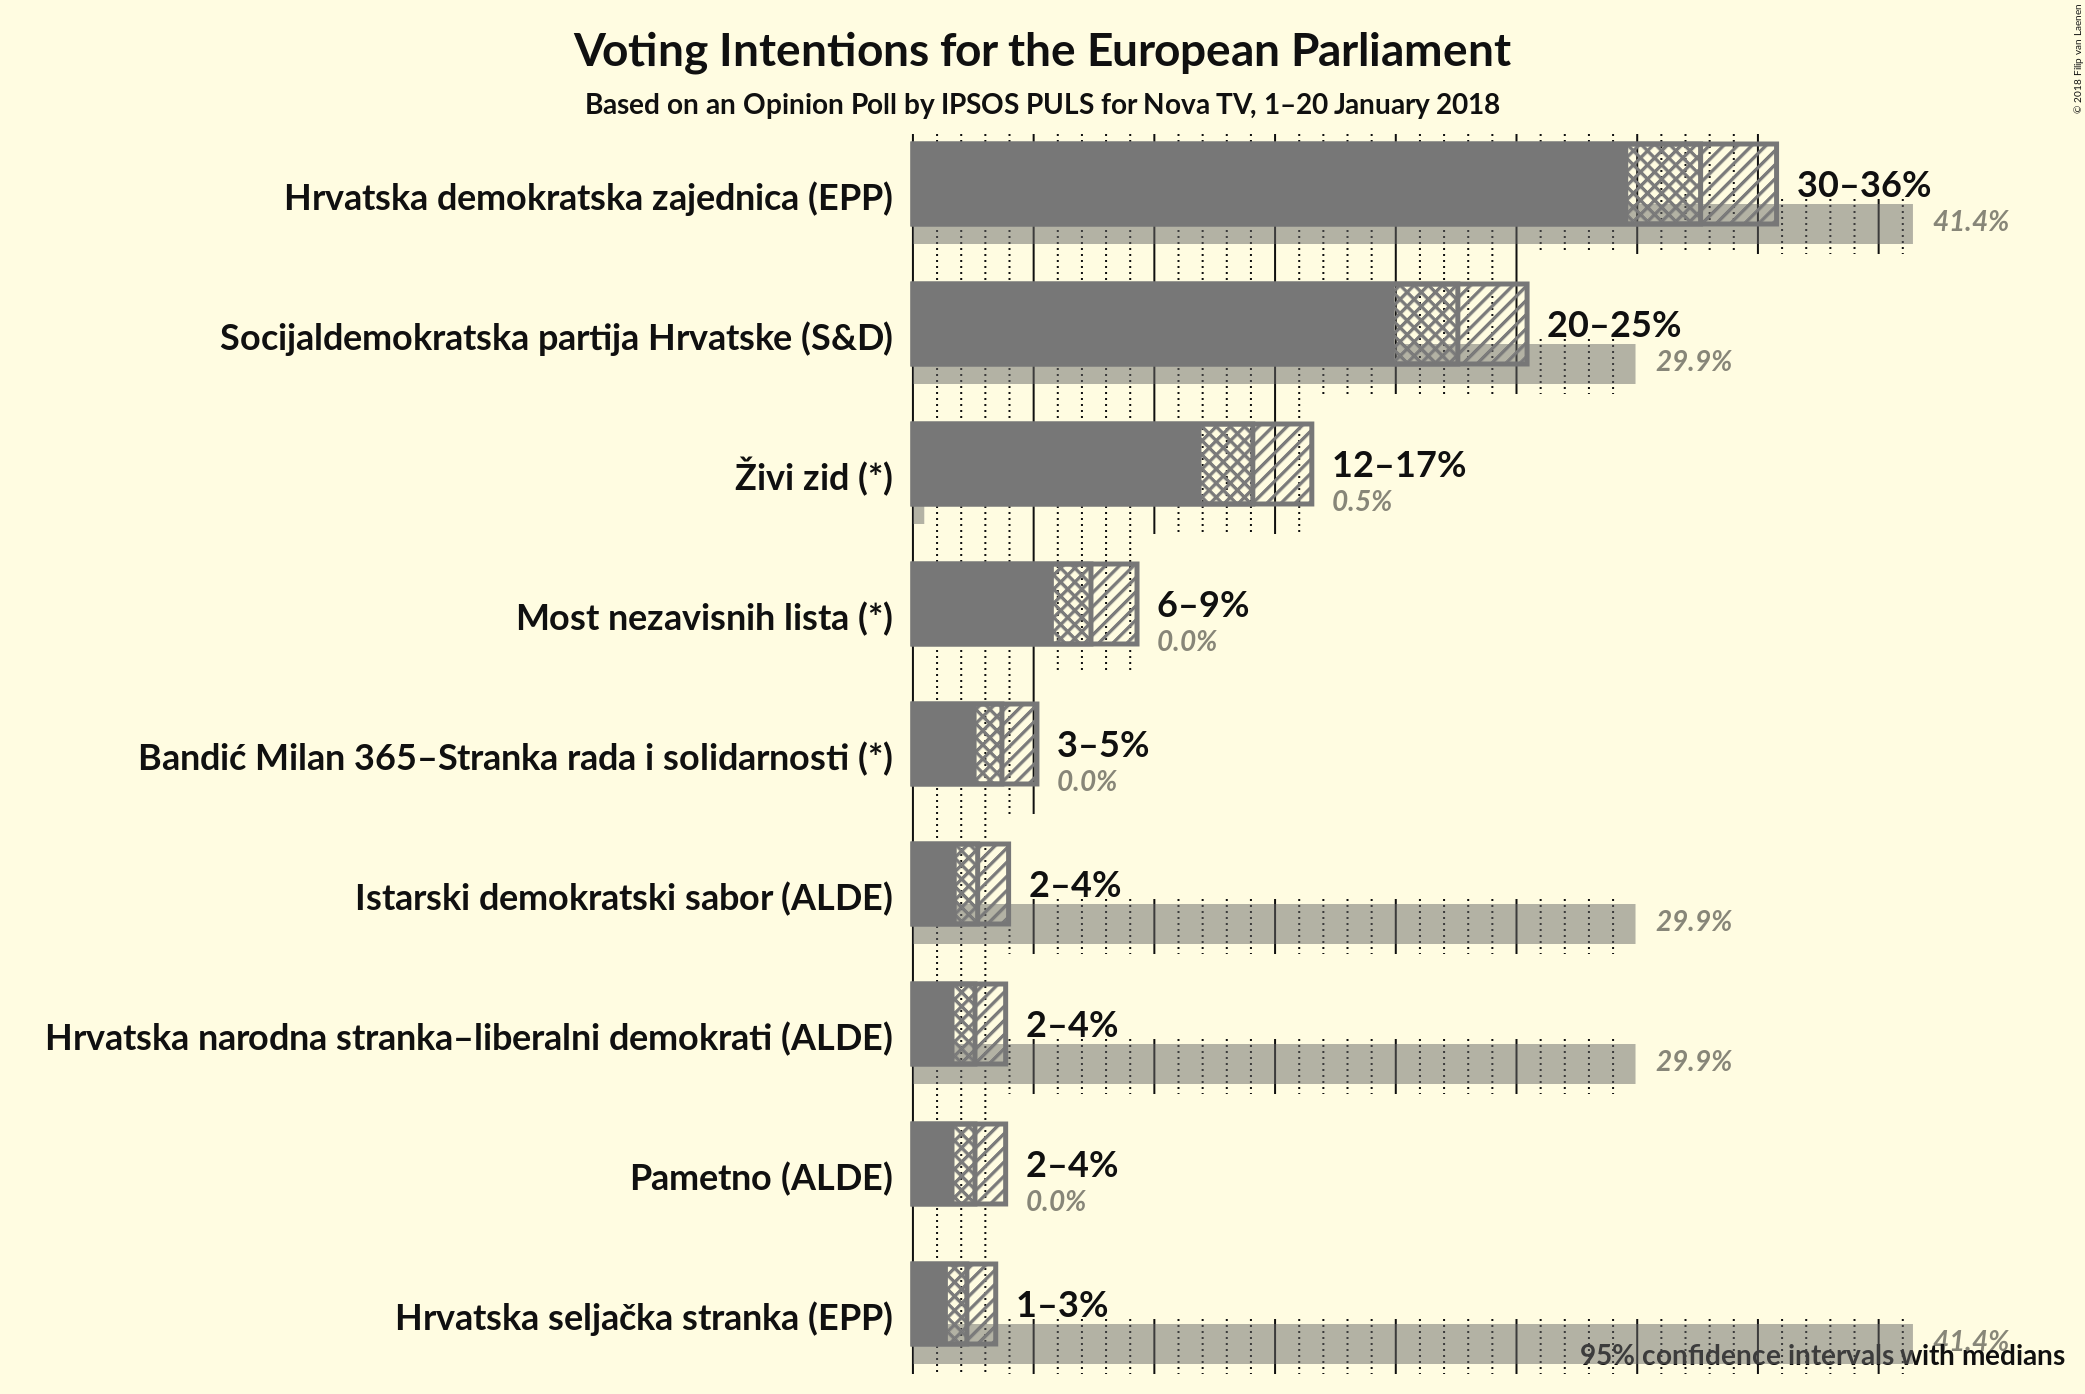 Voting Intentions for the European Parliament
Based on an Opinion Poll by IPSOS PULS for Nova TV, 1–20 January 2018
© 2018 Filip van Laenen
Hrvatska demokratska zajednica (EPP)
30–36%
41.4%
Socijaldemokratska partija Hrvatske (S&D)
20–25%
29.9%
Živi zid (*)
12–17%
0.5%
Most nezavisnih lista (*)
6–9%
0.0%
Bandić Milan 365–Stranka rada i solidarnosti (*)
3–5%
0.0%
Istarski demokratski sabor (ALDE)
2–4%
29.9%
Hrvatska narodna stranka–liberalni demokrati (ALDE)
2–4%
29.9%
Pametno (ALDE)
2–4%
0.0%
Hrvatska seljačka stranka (EPP)
1–3%
41.4%
95% confidence intervals with medians